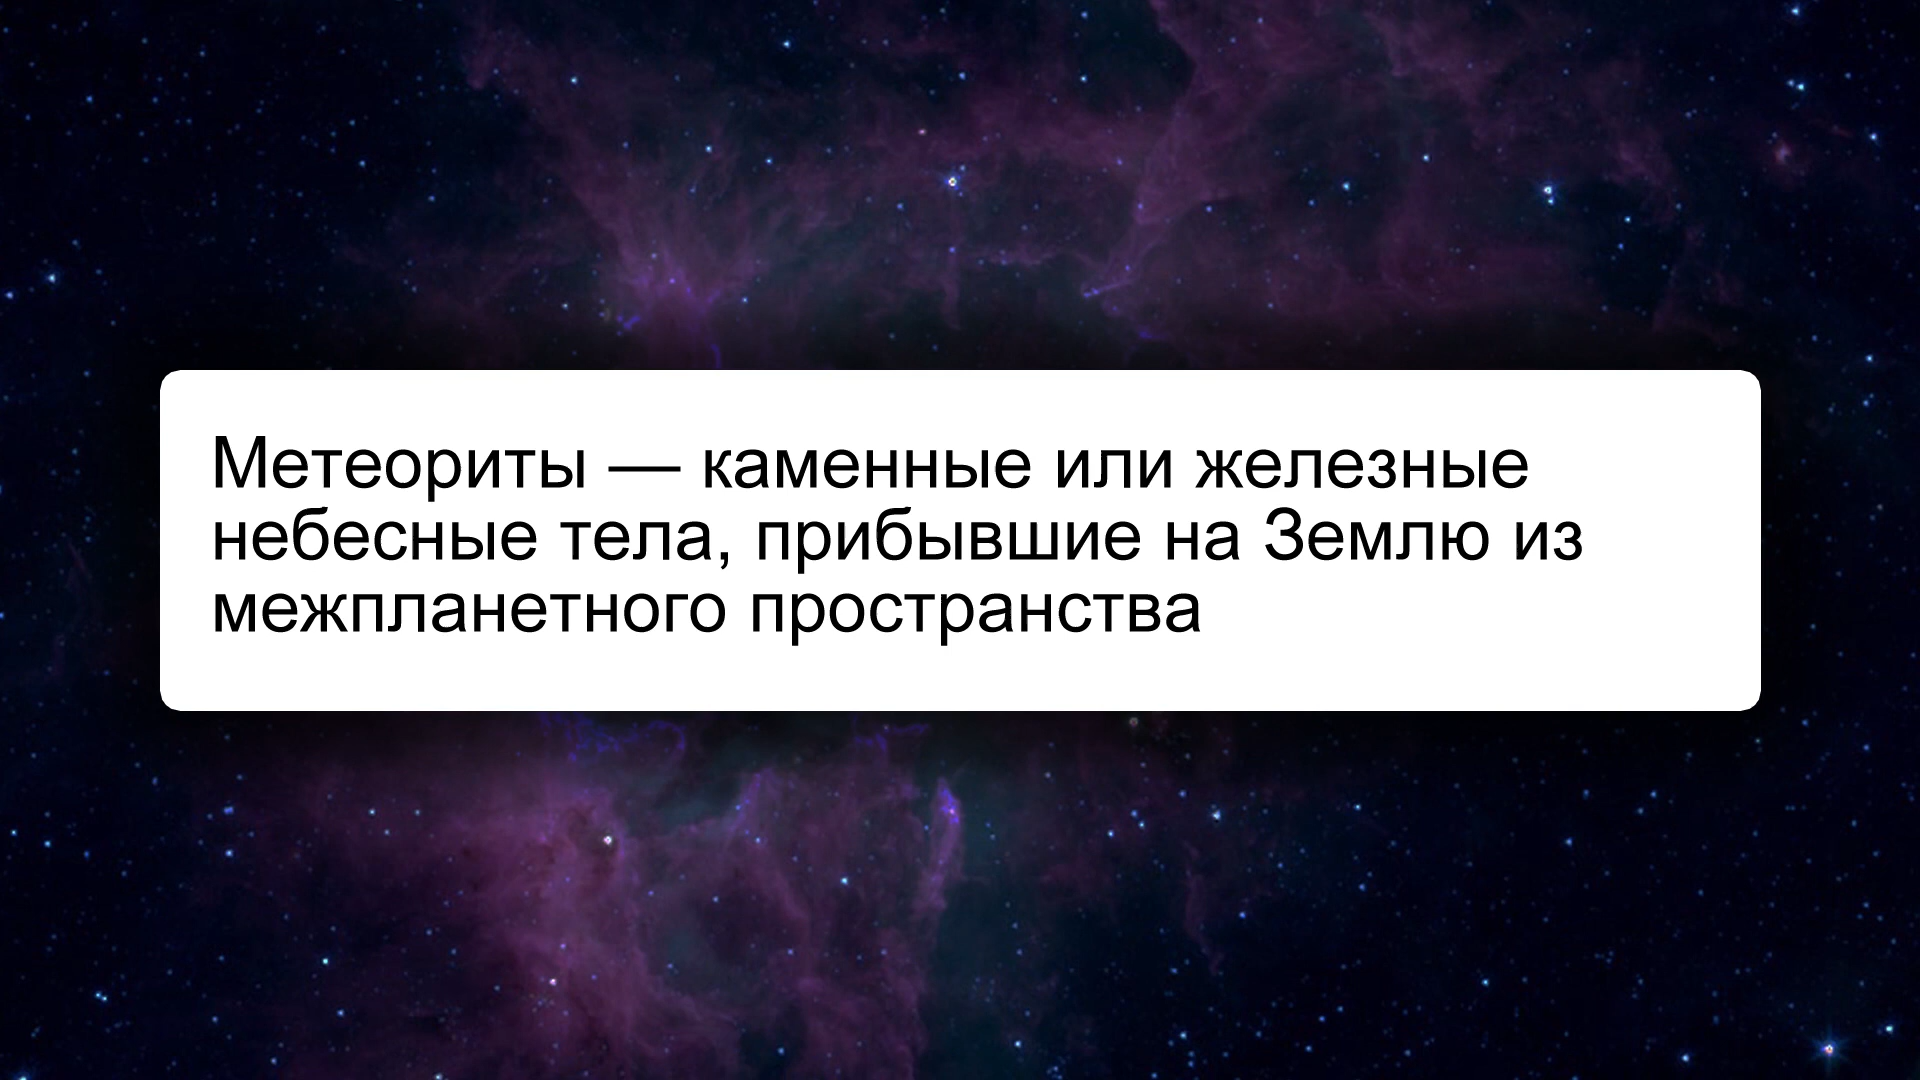 Метеориты — каменные или железные
небесные тела, прибывшие на Землю из
межпланетного пространства